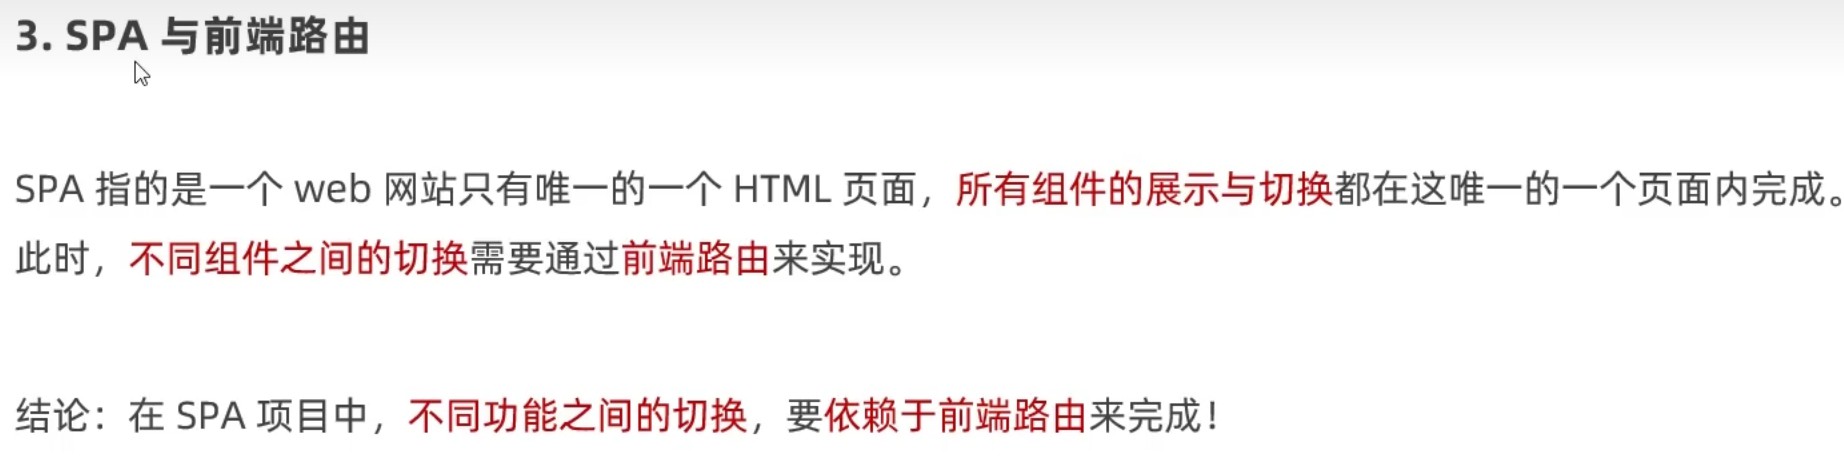 3. SPA 与前端路由
SPA 指的是一个 web 网站只有唯一的一个 HTML 页面，所有组件的展示与切换都在这唯一的一个页面内完成。
此时，不同组件之间的切换需要通过前端路由来实现。
结论：在 SPA 项目中，不同功能之间的切换，要依赖于前端路由来完成！